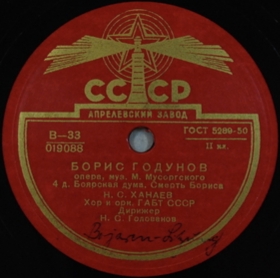 СССР
АПРЕЛЕВСКИЙ ЗАВОД
В—33
019088
ГОСТ 5289-50
II кл.
БОРИС ГОДУНОВ
опера, муз. М. Мусоргского
4 д. Боярская дума, Смерть Бориса
Н. С. ХАНАЕВ
Хор и орк. ГАБТ СССР
Дирижер
Н. С. Голованов